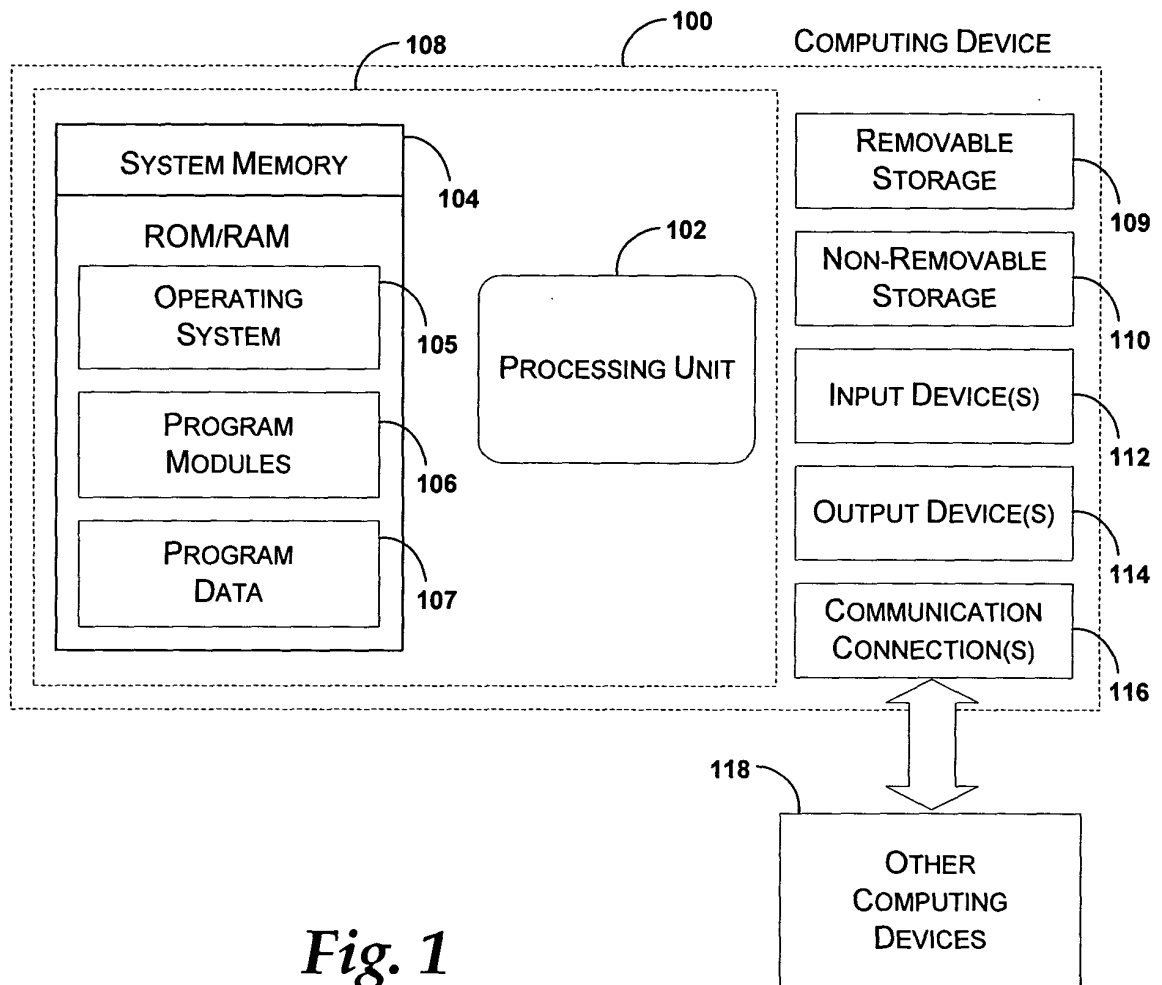 100
COMPUTING DEVICE
108
SYSTEM MEMORY
104
ROM/RAM
OPERATING
SYSTEM
105
PROGRAM
MODULES
106
PROGRAM
DATA
107
102
PROCESSING UNIT
REMOVABLE
STORAGE
109
NON-REMOVABLE
STORAGE
110
INPUT DEVICE(S)
112
OUTPUT DEVICE(S)
114
COMMUNICATION
CONNECTION(S)
116
118
OTHER
COMPUTING
DEVICES
Fig. 1